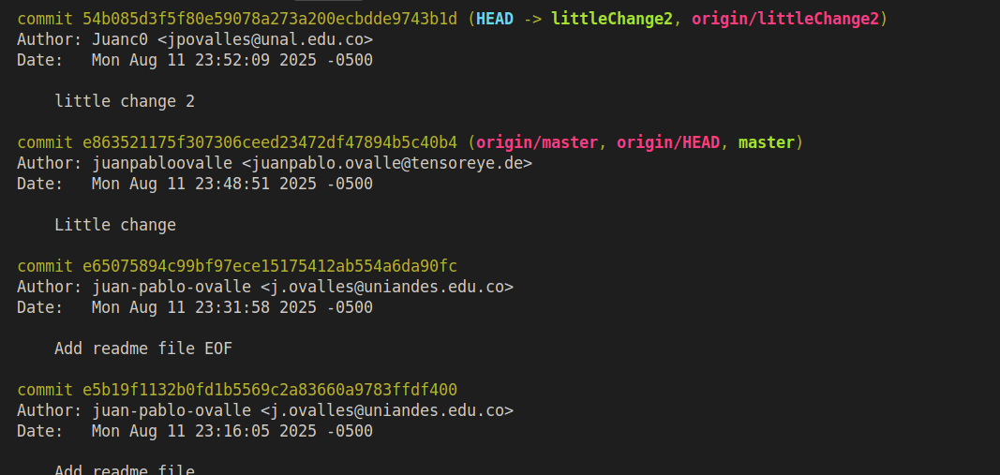 commit 54b085d3f5f80e59078a273a200ecbdde9743b1d (HEAD -> littleChange2, origin/littleChange2)
Author: Juanc0 <jpovalles@unal.edu.co>
Date:   Mon Aug 11 23:52:09 2025 -0500
little change 2
commit e863521175f307306ceed23472df47894b5c40b4 (origin/master, origin/HEAD, master)
Author: juanpabloovalle <juanpablo.ovalle@tensoreye.de>
Date:   Mon Aug 11 23:48:51 2025 -0500
Little change
commit e65075894c99bf97ece15175412ab554a6da90fc
Author: juan-pablo-ovalle <j.ovalles@uniandes.edu.co>
Date:   Mon Aug 11 23:31:58 2025 -0500
Add readme file EOF
commit e5b19f1132b0fd1b5569c2a83660a9783ffdf400
Author: juan-pablo-ovalle <j.ovalles@uniandes.edu.co>
Date:   Mon Aug 11 23:16:05 2025 -0500
Add readme file